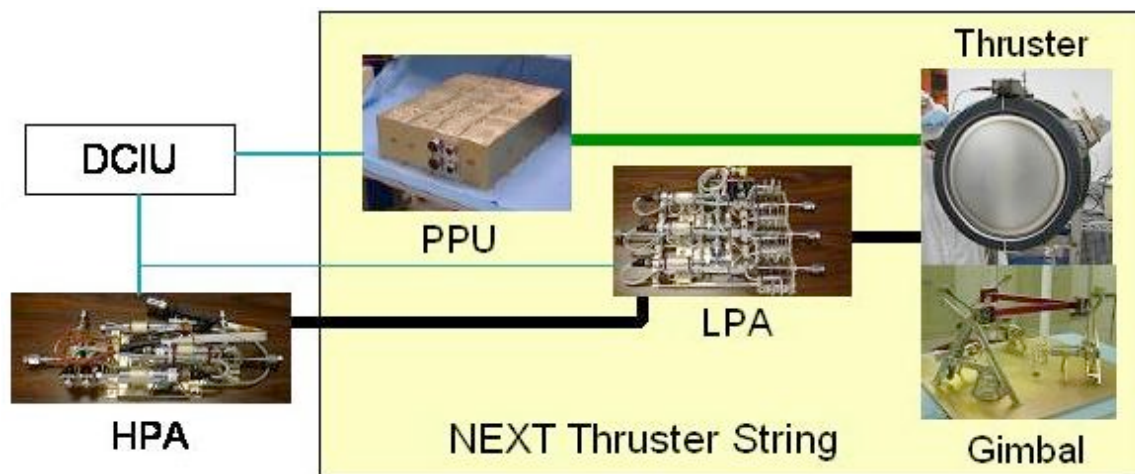 Thruster
DCIU
PPU
LPA
HPA
NEXT Thruster String
Gimbal